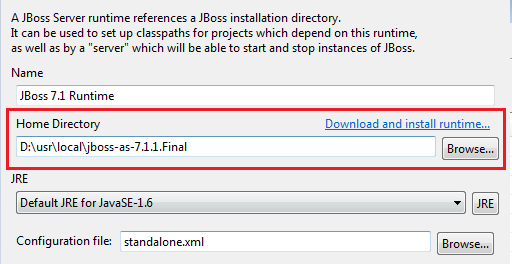 A JBoss Server runtime references a JBoss installation directory.
It can be used to set up classpaths for projects which depend on this runtime,
as well as by a "server" which will be able to start and stop instances of JBoss.
Name
JBoss 7.1 Runtime
Home Directory Download and install runtime...
D:\usr\local\jboss-as-7.1.1.Final Browse...
JRE
Default JRE for JavaSE-1.6 JRE
Configuration file: standalone.xml Browse...